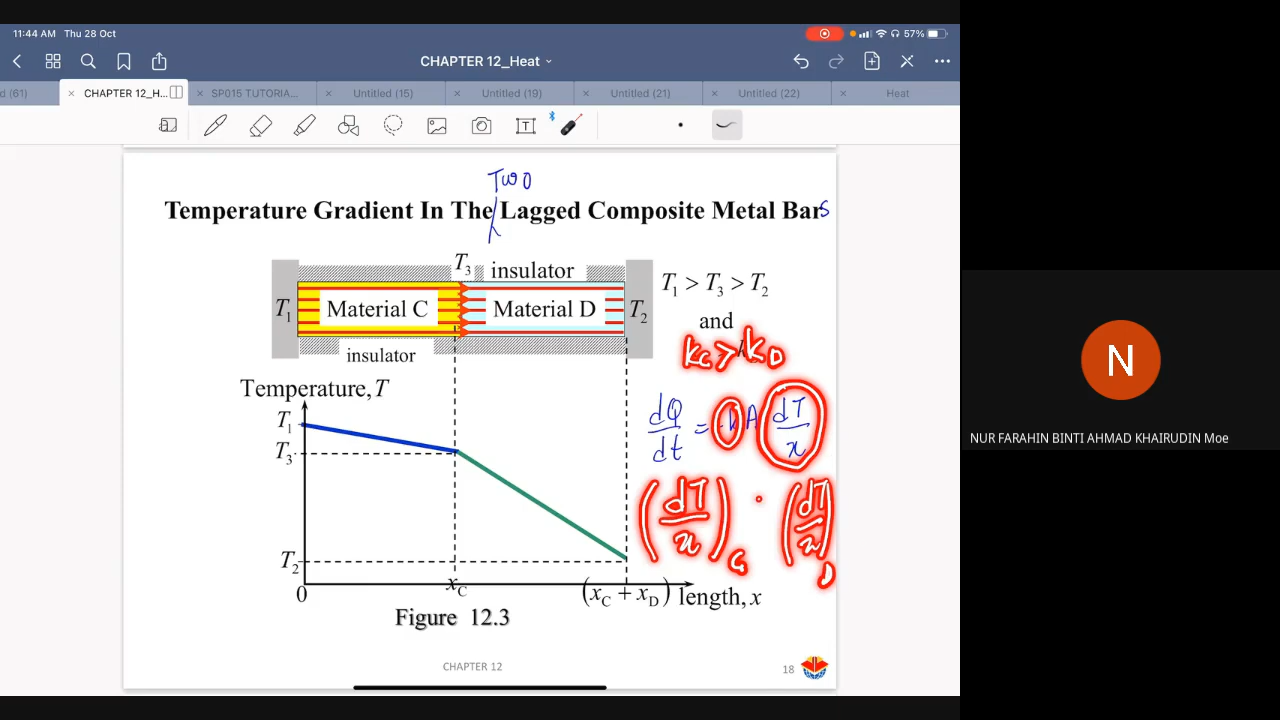 11:44 AM Thu 28 Oct
57%
CHAPTER 12_Heat
d (61)
CHAPTER 12_H...
SP015 TUTORIA...
Untitled (15)
Untitled (19)
Untitled (21)
Untitled (22)
Heat
Two
Temperature Gradient In The Lagged Composite Metal Bars
T3 insulator
T1 Material C Material D T2
insulator
T1 > T3 > T2
and
kC > kD
dQ/dt = -kA dT/x
(dT/x)C (dT/x)D
Temperature, T
T1
T3
T2
0 xC (xC + xD) length, x
Figure 12.3
CHAPTER 12
18
N
NUR FARAHIN BINTI AHMAD KHAIRUDIN Moe